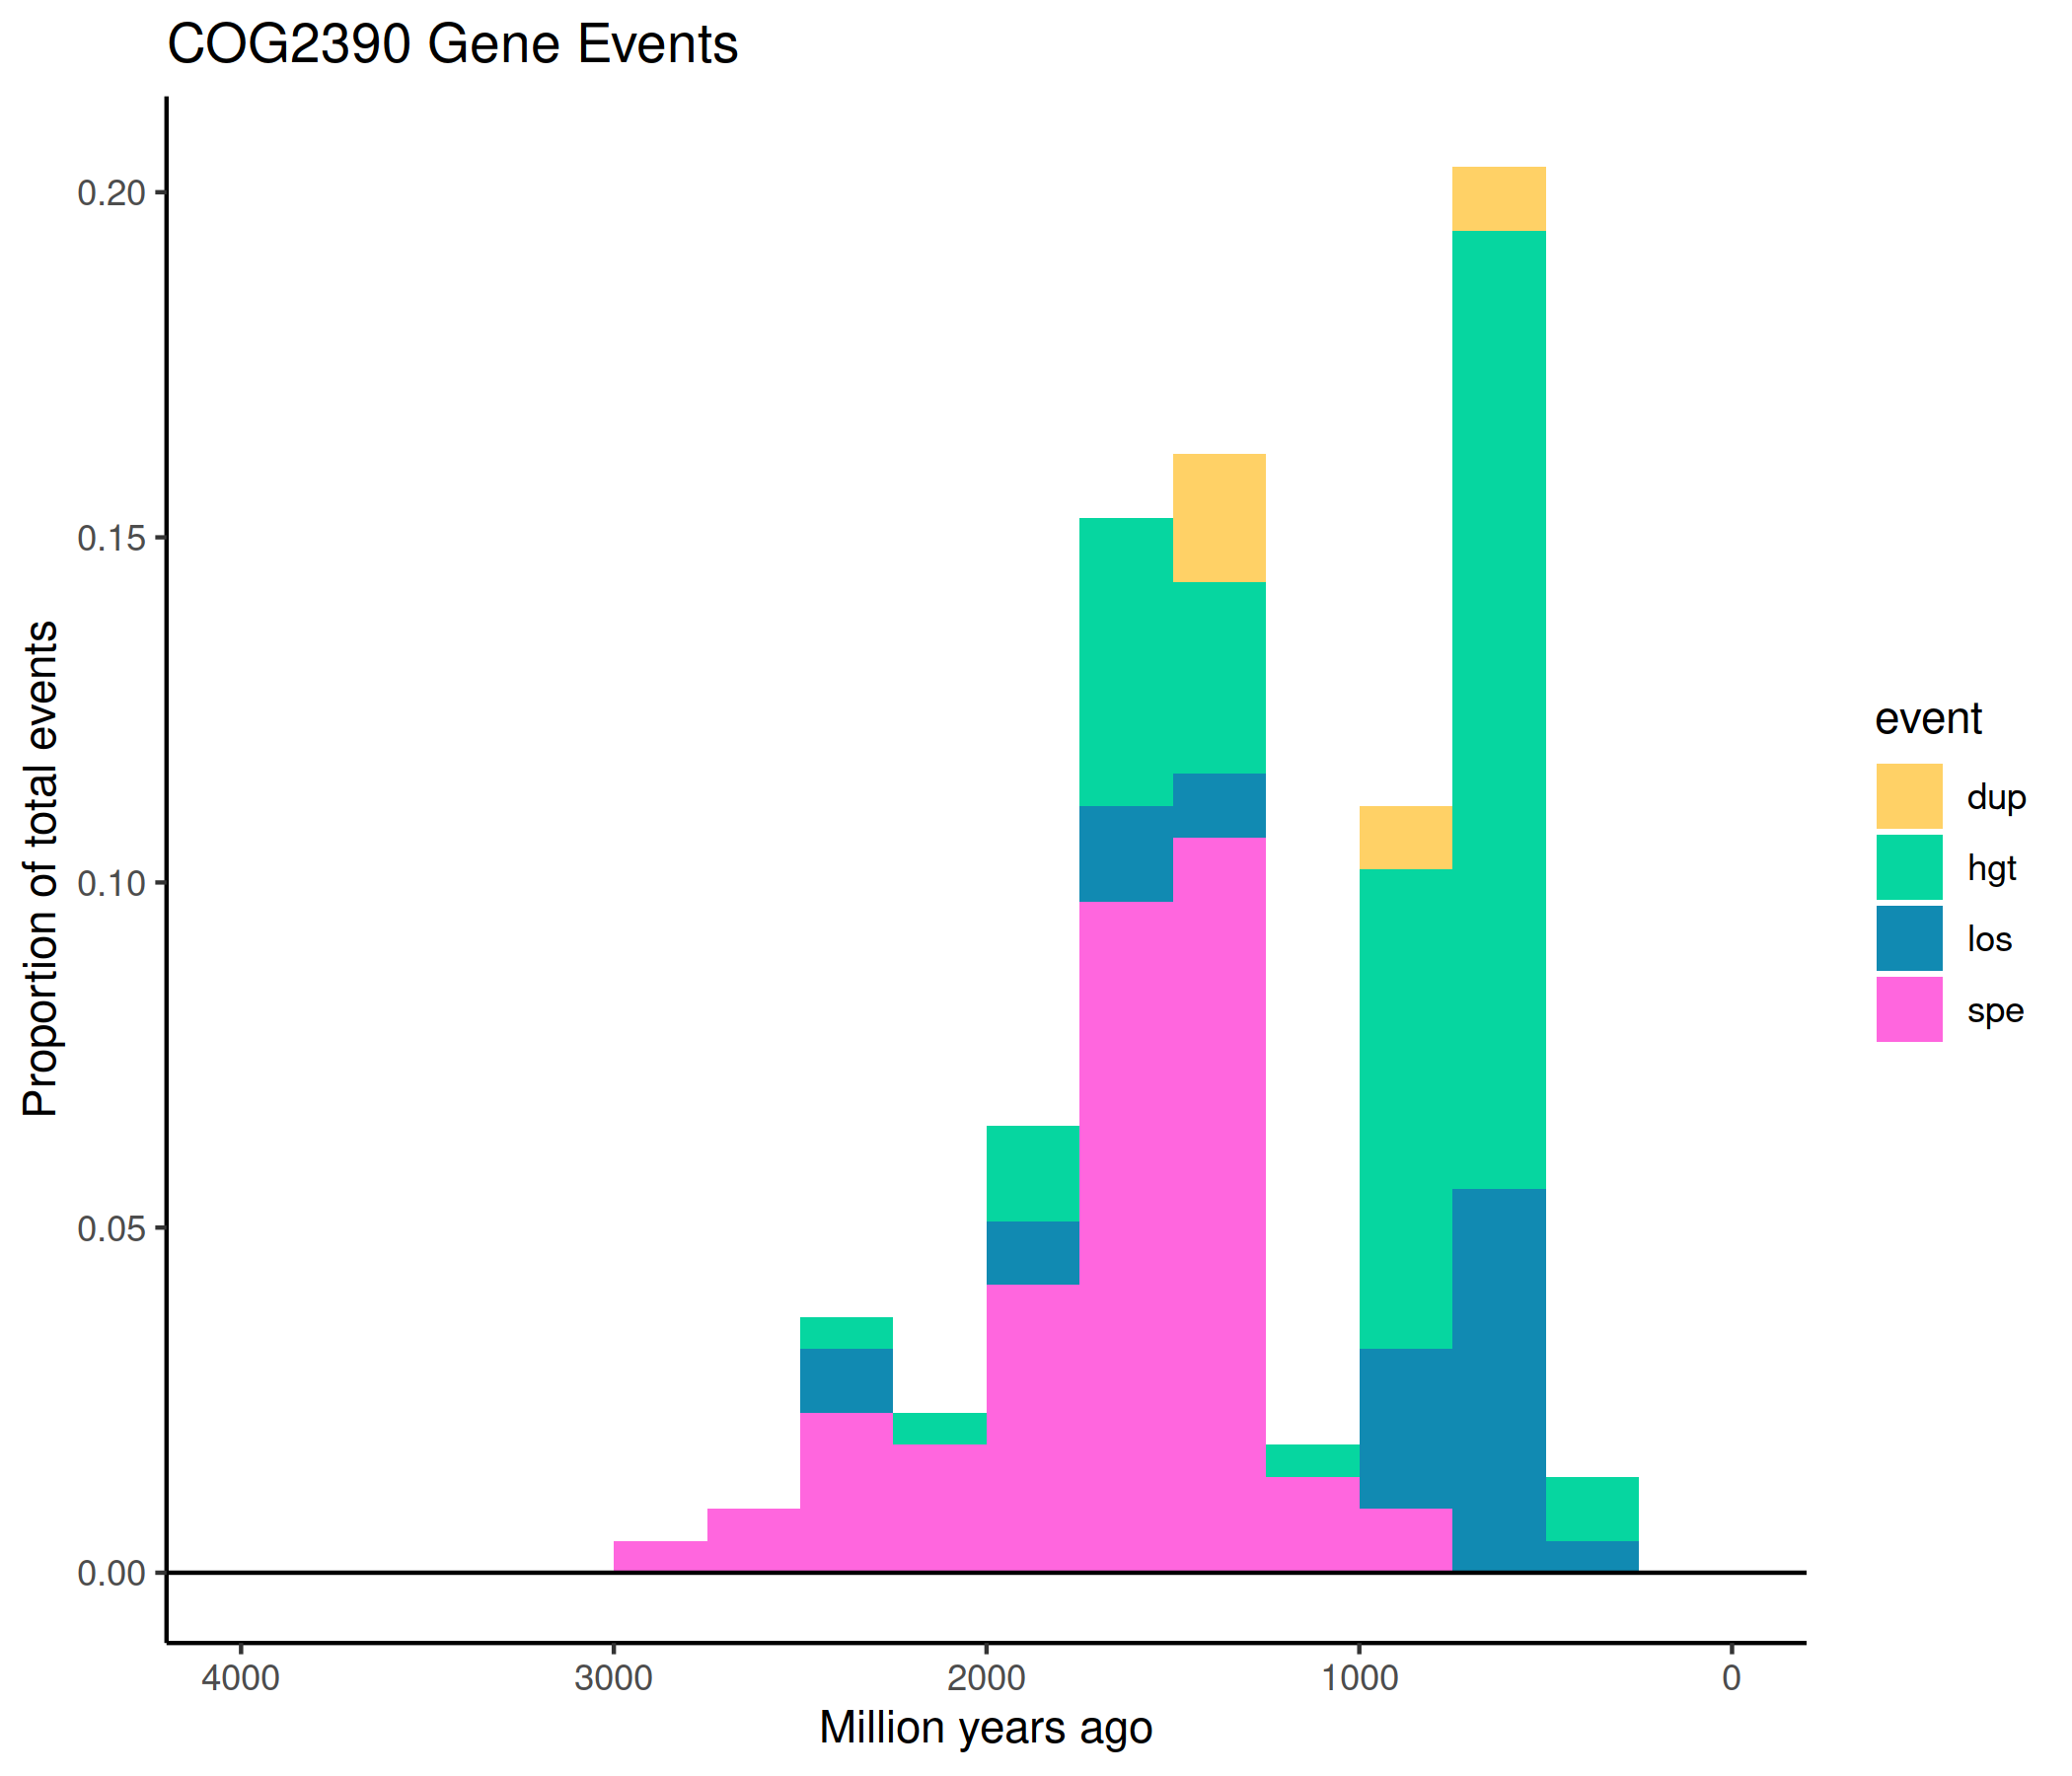 COG2390 Gene Events
Proportion of total events
0.20
0.15
0.10
0.05
0.00
4000 3000 2000 1000 0
Million years ago
event
dup
hgt
los
spe